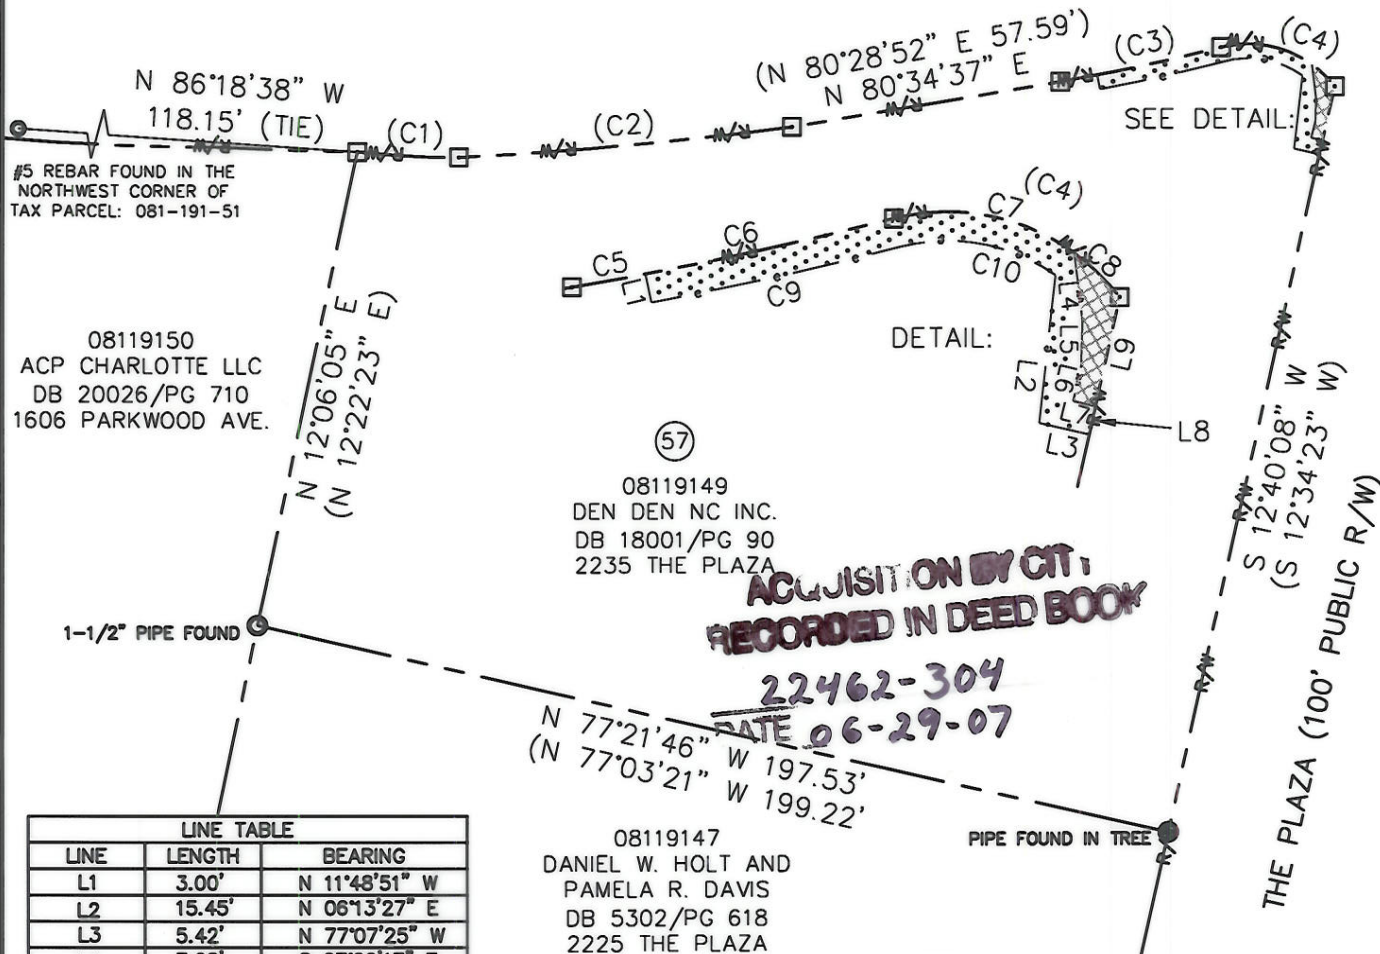 N 86°18'38" W
118.15' (TIE)
(C1)
(C2)
(N 80°28'52" E 57.59')
N 80°34'37" E
(C3)
(C4)
SEE DETAIL:
#5 REBAR FOUND IN THE
NORTHWEST CORNER OF
TAX PARCEL: 081-191-51
N 12°06'05" E
(N 12°22'23" E)
08119150
ACP CHARLOTTE LLC
DB 20026/PG 710
1606 PARKWOOD AVE.
C5
C6
C7
(C4)
C8
C9
C10
DETAIL:
L4
L5
L6
L7
L9
L2
L3
L8
R/W
R/W
R/W
R/W
R/W
S 12°40'08" W
(S 12°34'23" W)
THE PLAZA (100' PUBLIC R/W)
57
08119149
DEN DEN NC INC.
DB 18001/PG 90
2235 THE PLAZA
ACQUISITION BY CITY
RECORDED IN DEED BOOK
22462-304
DATE 06-29-07
1-1/2" PIPE FOUND
N 77°21'46" W 197.53'
(N 77°03'21" W 199.22'
PIPE FOUND IN TREE
08119147
DANIEL W. HOLT AND
PAMELA R. DAVIS
DB 5302/PG 618
2225 THE PLAZA
LINE TABLE
LINE LENGTH BEARING
L1 3.00' N 11°48'51" W
L2 15.45' N 06°13'27" E
L3 5.42' N 77°07'25" W